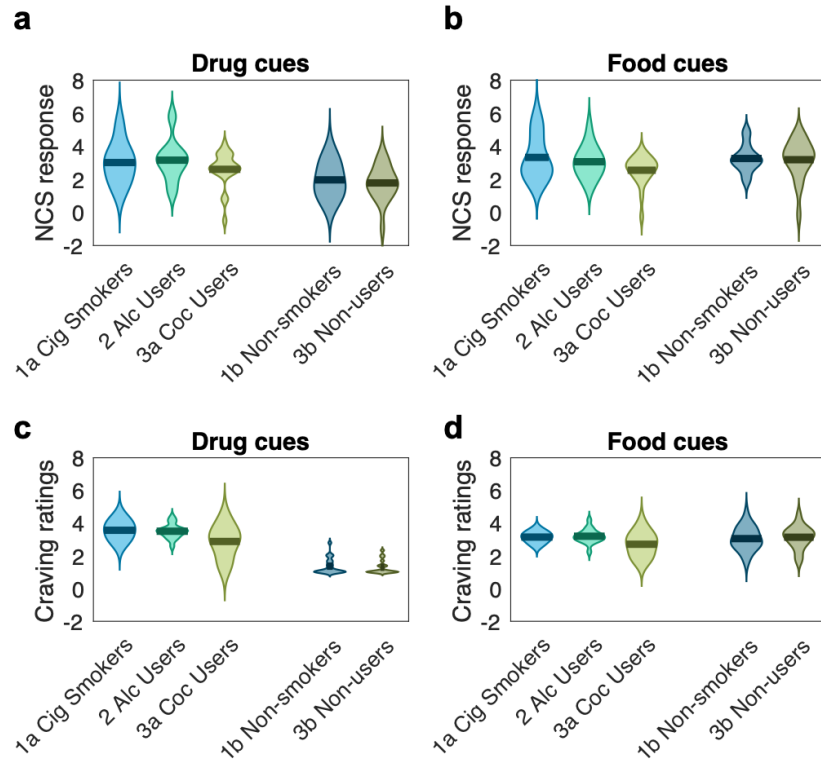 a
Drug cues
NCS response
8
6
4
2
0
-2
1a Cig Smokers
2 Alc Users
3a Coc Users
1b Non-smokers
3b Non-users
b
Food cues
NCS response
8
6
4
2
0
-2
1a Cig Smokers
2 Alc Users
3a Coc Users
1b Non-smokers
3b Non-users
c
Drug cues
Craving ratings
8
6
4
2
0
-2
1a Cig Smokers
2 Alc Users
3a Coc Users
1b Non-smokers
3b Non-users
d
Food cues
Craving ratings
8
6
4
2
0
-2
1a Cig Smokers
2 Alc Users
3a Coc Users
1b Non-smokers
3b Non-users